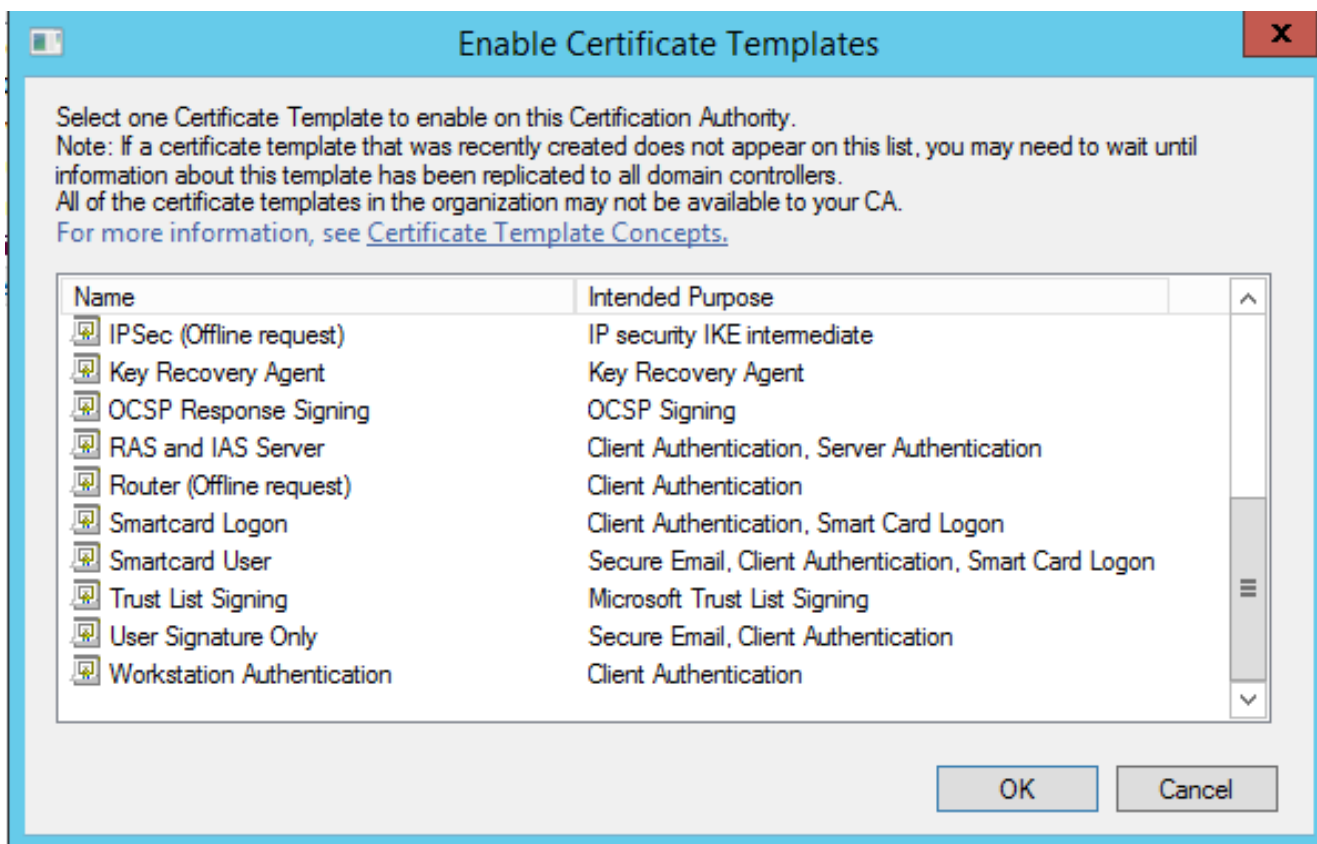 Enable Certificate Templates
x
Select one Certificate Template to enable on this Certification Authority.
Note: If a certificate template that was recently created does not appear on this list, you may need to wait until
information about this template has been replicated to all domain controllers.
All of the certificate templates in the organization may not be available to your CA.
For more information, see Certificate Template Concepts.
Name Intended Purpose
IPSec (Offline request) IP security IKE intermediate
Key Recovery Agent Key Recovery Agent
OCSP Response Signing OCSP Signing
RAS and IAS Server Client Authentication, Server Authentication
Router (Offline request) Client Authentication
Smartcard Logon Client Authentication, Smart Card Logon
Smartcard User Secure Email, Client Authentication, Smart Card Logon
Trust List Signing Microsoft Trust List Signing
User Signature Only Secure Email, Client Authentication
Workstation Authentication Client Authentication
OK Cancel